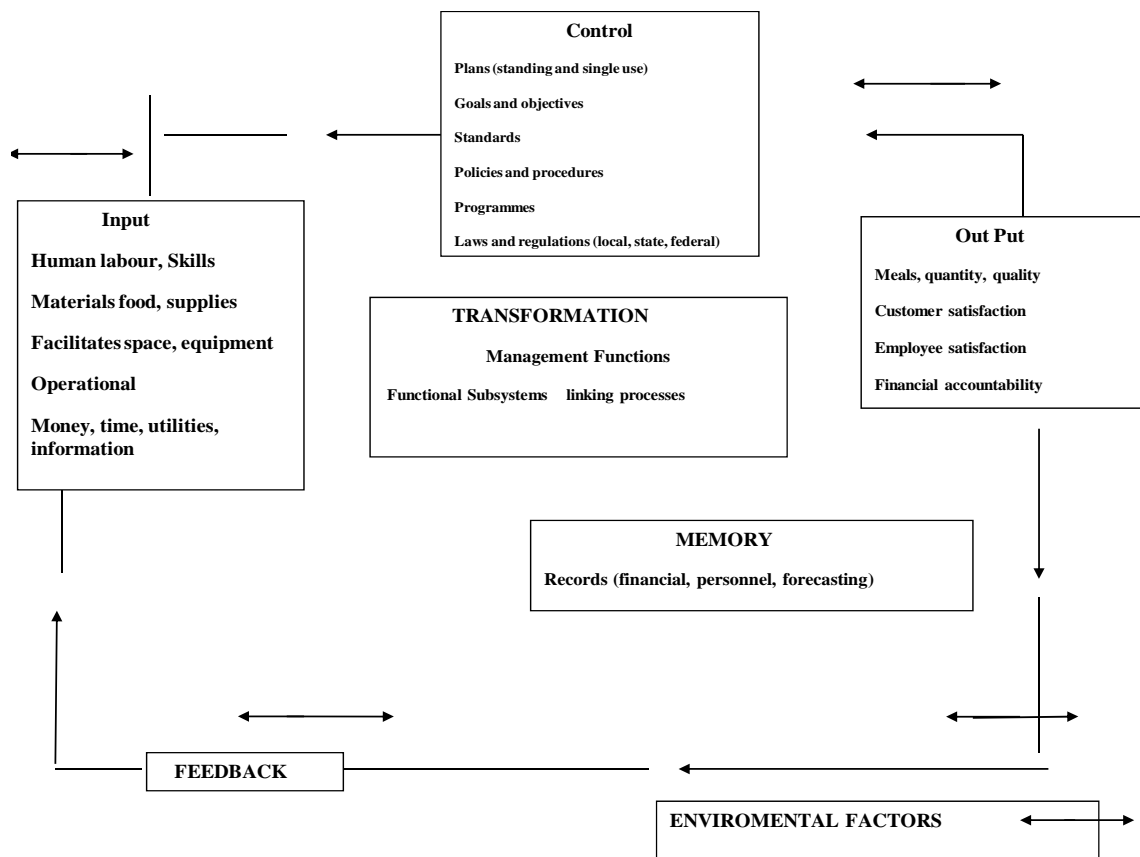 Control
Plans (standing and single use)
Goals and objectives
Standards
Policies and procedures
Programmes
Laws and regulations (local, state, federal)
Input
Human labour, Skills
Materials food, supplies
Facilitates space, equipment
Operational
Money, time, utilities,
information
TRANSFORMATION
Management Functions
Functional Subsystems linking processes
Out Put
Meals, quantity, quality
Customer satisfaction
Employee satisfaction
Financial accountability
MEMORY
Records (financial, personnel, forecasting)
FEEDBACK
ENVIROMENTAL FACTORS